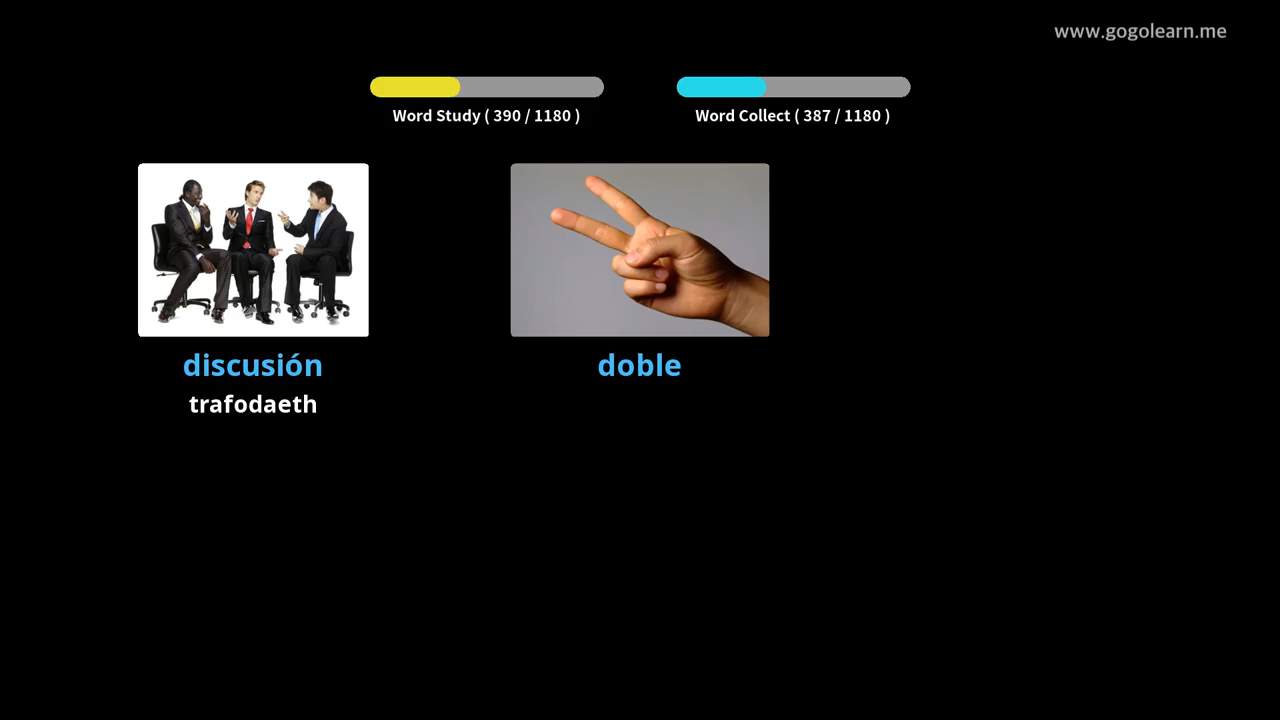 www.gogolearn.me
Word Study ( 390 / 1180 )
Word Collect ( 387 / 1180 )
discusión
doble
trafodaeth